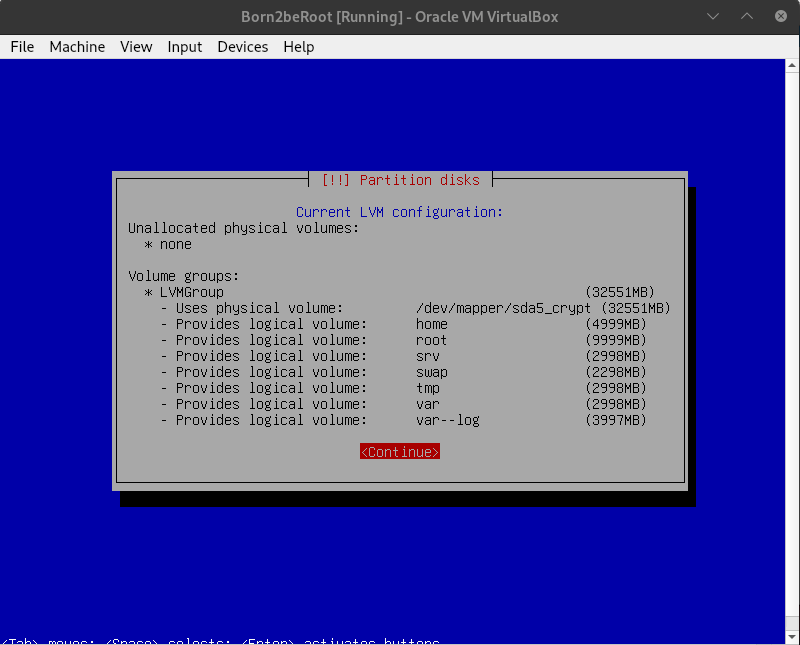 Born2beRoot [Running] - Oracle VM VirtualBox
File Machine View Input Devices Help
[!!] Partition disks
Current LVM configuration:
Unallocated physical volumes:
* none
Volume groups:
* LVMGroup (32551MB)
- Uses physical volume: /dev/mapper/sda5_crypt (32551MB)
- Provides logical volume: home (4999MB)
- Provides logical volume: root (9999MB)
- Provides logical volume: srv (2998MB)
- Provides logical volume: swap (2298MB)
- Provides logical volume: tmp (2998MB)
- Provides logical volume: var (2998MB)
- Provides logical volume: var--log (3997MB)
<Continue>
<Tab> moves; <Space> selects; <Enter> activates buttons